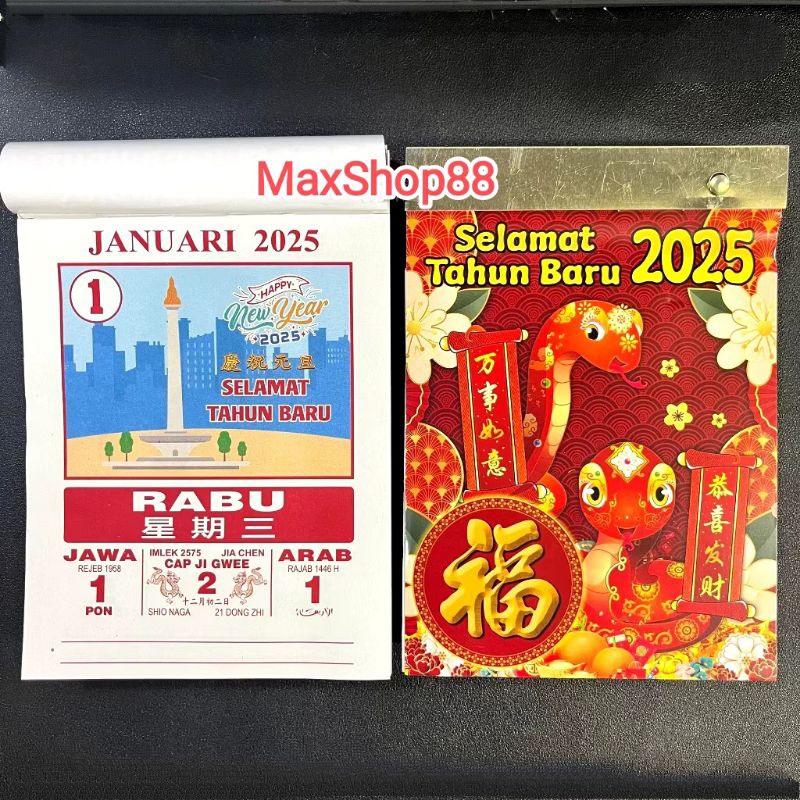 MaxShop88
JANUARI 2025
1
HAPPY
New Year
2025
慶祝元旦
SELAMAT
TAHUN BARU
RABU
星期三
JAWA
REJEB 1958
1
PON
IMLEK 2575 JIA CHEN
CAP JI GWEE
2
十二月初二日
SHIO NAGA 21 DONG ZHI
ARAB
RAJAB 1446 H
1
الأربعاء
Selamat
Tahun Baru 2025
万事如意
恭喜发财
福